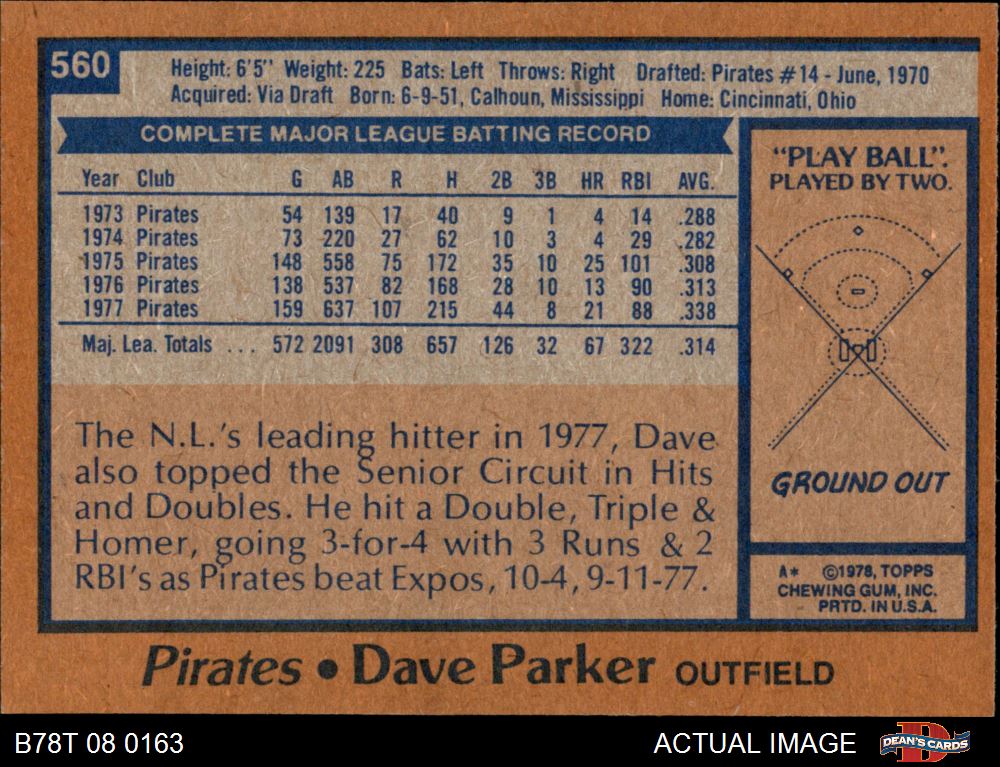 560
Height: 6'5" Weight: 225 Bats: Left Throws: Right Drafted: Pirates #14 - June, 1970
Acquired: Via Draft Born: 6-9-51, Calhoun, Mississippi Home: Cincinnati, Ohio
COMPLETE MAJOR LEAGUE BATTING RECORD
Year Club G AB R H 2B 3B HR RBI AVG.
1973 Pirates 54 139 17 40 9 1 4 14 .288
1974 Pirates 73 220 27 62 10 3 4 29 .282
1975 Pirates 148 558 75 172 35 10 25 101 .308
1976 Pirates 138 537 82 168 28 10 13 90 .313
1977 Pirates 159 637 107 215 44 8 21 88 .338
Maj. Lea. Totals ... 572 2091 308 657 126 32 67 322 .314
The N.L.'s leading hitter in 1977, Dave
also topped the Senior Circuit in Hits
and Doubles. He hit a Double, Triple &
Homer, going 3-for-4 with 3 Runs & 2
RBI's as Pirates beat Expos, 10-4, 9-11-77.
"PLAY BALL".
PLAYED BY TWO.
GROUND OUT
A* ©1978, TOPPS
CHEWING GUM, INC.
PRTD. IN U.S.A.
Pirates • Dave Parker OUTFIELD
B78T 08 0163 ACTUAL IMAGE DEAN'S CARDS